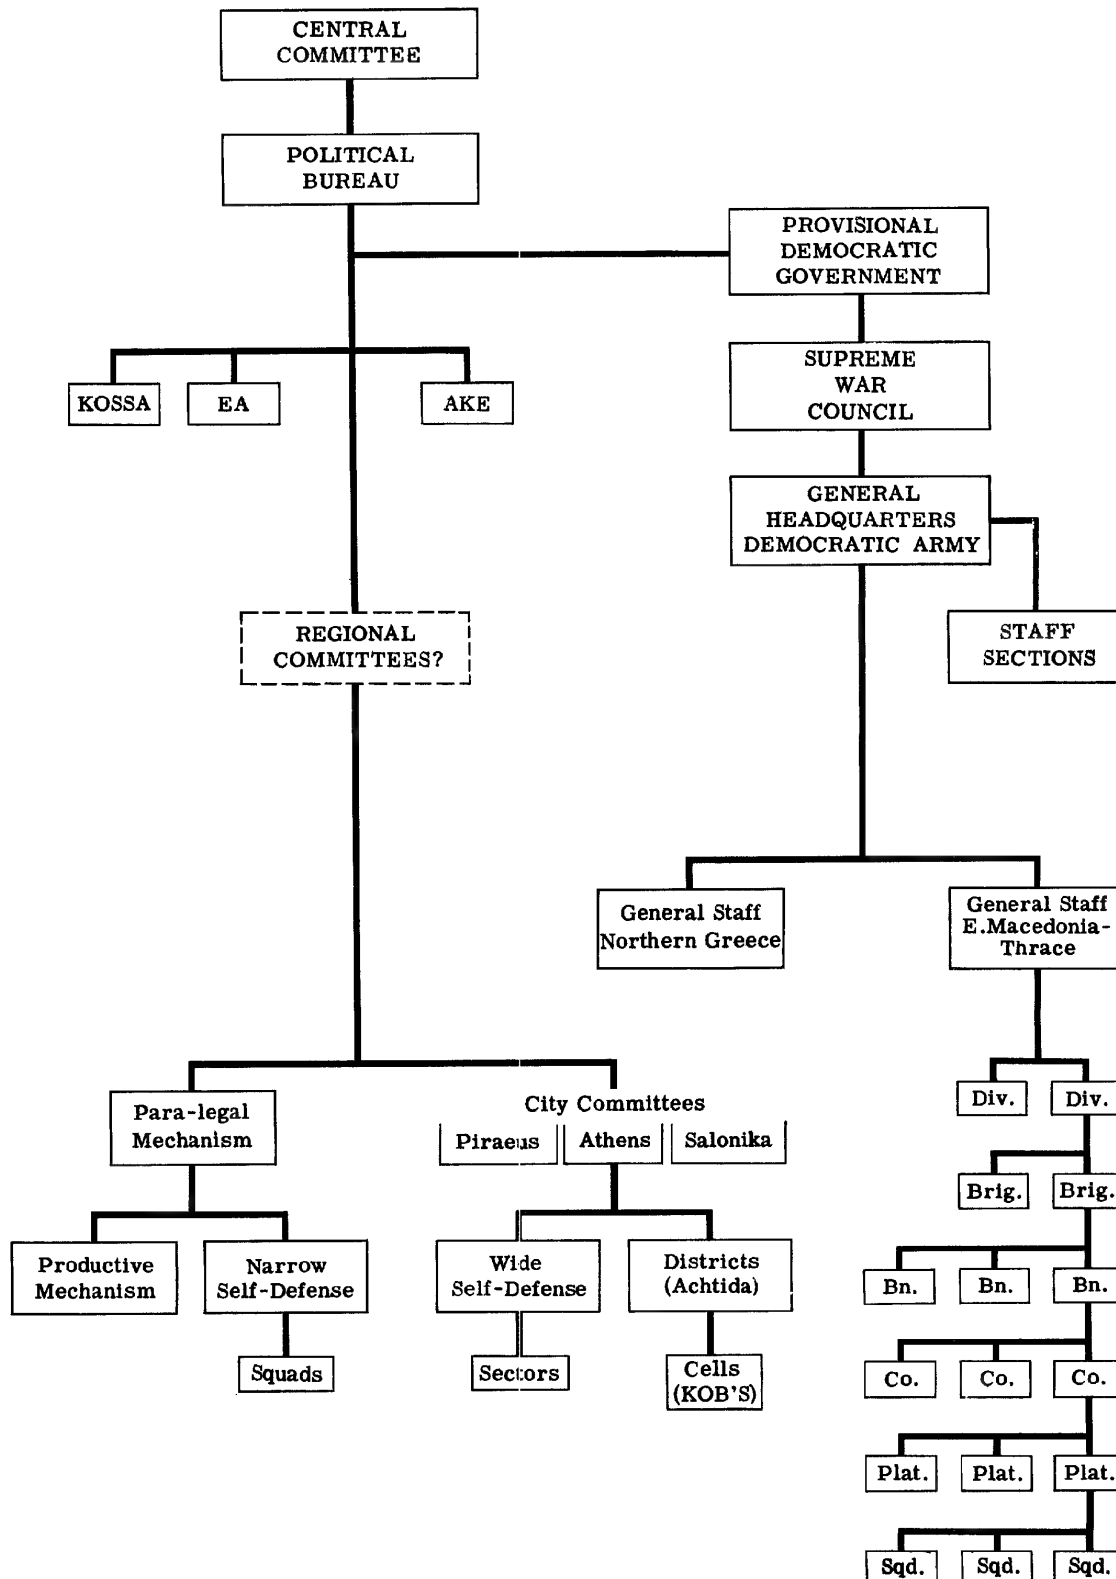 CENTRAL
COMMITTEE
POLITICAL
BUREAU
PROVISIONAL
DEMOCRATIC
GOVERNMENT
SUPREME
WAR
COUNCIL
KOSSA
EA
AKE
GENERAL
HEADQUARTERS
DEMOCRATIC ARMY
REGIONAL
COMMITTEES?
STAFF
SECTIONS
General Staff
Northern Greece
General Staff
E.Macedonia-
Thrace
Para-legal
Mechanism
City Committees
Piraeus Athens Salonika
Div. Div.
Brig. Brig.
Productive
Mechanism
Narrow
Self-Defense
Wide
Self-Defense
Districts
(Achtida)
Bn. Bn. Bn.
Squads
Sectors
Cells
(KOB'S)
Co. Co. Co.
Plat. Plat. Plat.
Sqd. Sqd. Sqd.